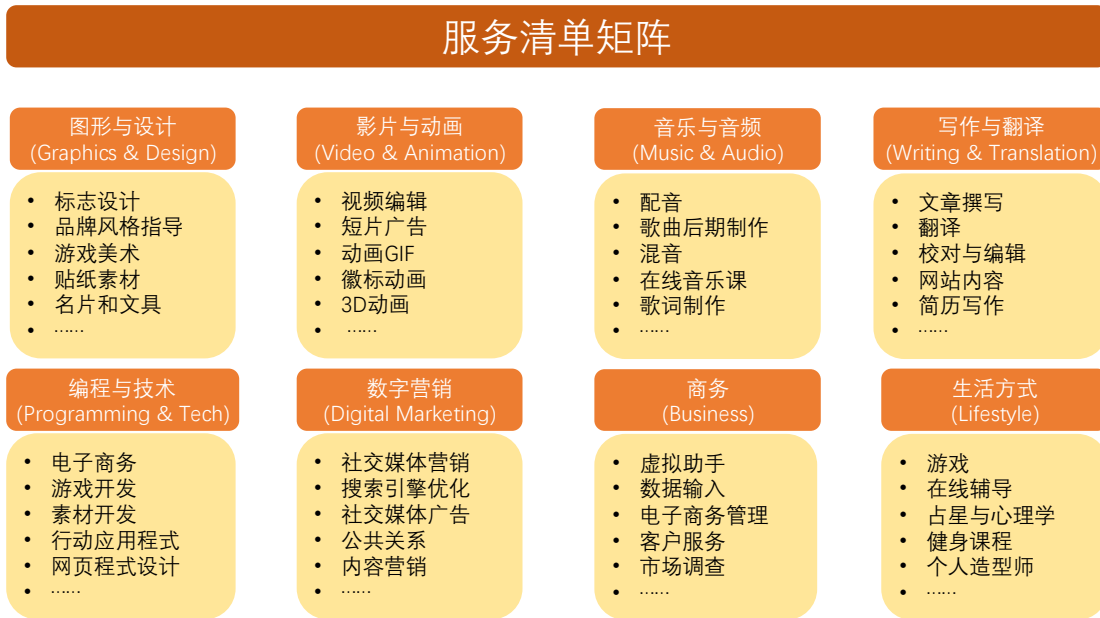 服务清单矩阵
图形与设计
(Graphics & Design)
• 标志设计
• 品牌风格指导
• 游戏美术
• 贴纸素材
• 名片和文具
• ……
影片与动画
(Video & Animation)
• 视频编辑
• 短片广告
• 动画GIF
• 徽标动画
• 3D动画
• ……
音乐与音频
(Music & Audio)
• 配音
• 歌曲后期制作
• 混音
• 在线音乐课
• 歌词制作
• ……
写作与翻译
(Writing & Translation)
• 文章撰写
• 翻译
• 校对与编辑
• 网站内容
• 简历写作
• ……
编程与技术
(Programming & Tech)
• 电子商务
• 游戏开发
• 素材开发
• 行动应用程式
• 网页程式设计
• ……
数字营销
(Digital Marketing)
• 社交媒体营销
• 搜索引擎优化
• 社交媒体广告
• 公共关系
• 内容营销
• ……
商务
(Business)
• 虚拟助手
• 数据输入
• 电子商务管理
• 客户服务
• 市场调查
• ……
生活方式
(Lifestyle)
• 游戏
• 在线辅导
• 占星与心理学
• 健身课程
• 个人造型师
• ……